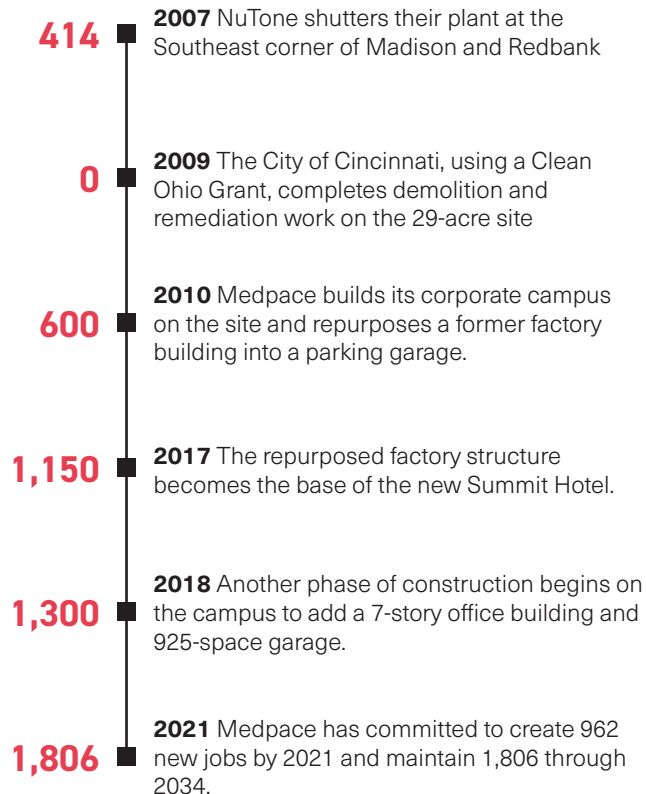 414
2007 NuTone shutters their plant at the
Southeast corner of Madison and Redbank
0
2009 The City of Cincinnati, using a Clean
Ohio Grant, completes demolition and
remediation work on the 29-acre site
600
2010 Medpace builds its corporate campus
on the site and repurposes a former factory
building into a parking garage.
1,150
2017 The repurposed factory structure
becomes the base of the new Summit Hotel.
1,300
2018 Another phase of construction begins on
the campus to add a 7-story office building and
925-space garage.
1,806
2021 Medpace has committed to create 962
new jobs by 2021 and maintain 1,806 through
2034.